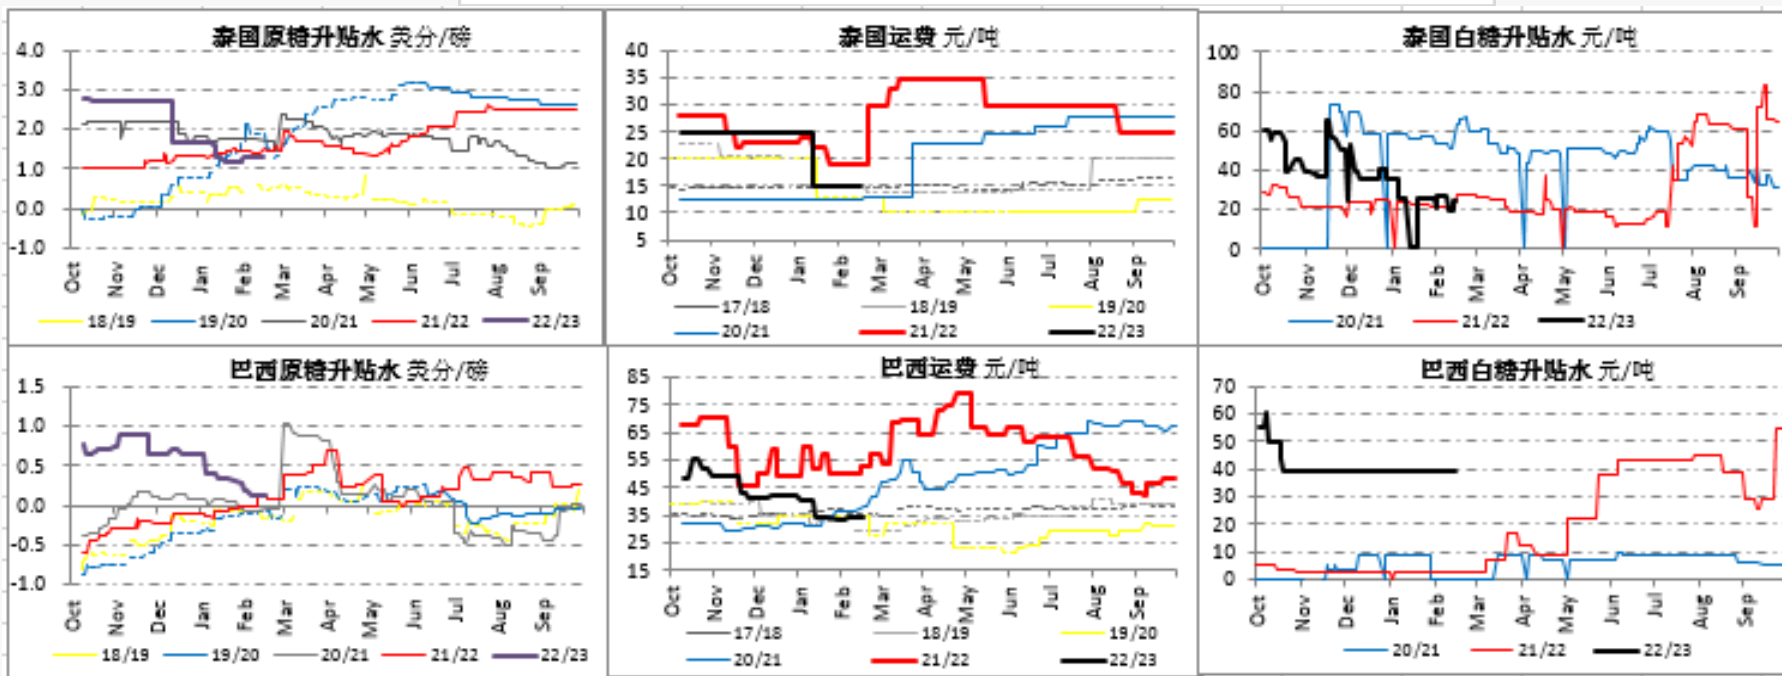 泰国原糖升贴水 美分/磅
4.0
3.0
2.0
1.0
0.0
-1.0
Oct Nov Dec Jan Feb Mar Apr May Jun Jul Aug Sep
18/19 19/20 20/21 21/22 22/23
泰国运费 元/吨
40
35
30
25
20
15
10
5
Oct Nov Dec Jan Feb Mar Apr May Jun Jul Aug Sep
17/18 18/19 19/20
20/21 21/22 22/23
泰国白糖升贴水 元/吨
100
80
60
40
20
0
Oct Nov Dec Jan Feb Mar Apr May Jun Jul Aug Sep
20/21 21/22 22/23
巴西原糖升贴水 美分/磅
1.5
1.0
0.5
0.0
-0.5
-1.0
Oct Nov Dec Jan Feb Mar Apr May Jun Jul Aug Sep
18/19 19/20 20/21 21/22 22/23
巴西运费 元/吨
85
75
65
55
45
35
25
15
Oct Nov Dec Jan Feb Mar Apr May Jun Jul Aug Sep
17/18 18/19 19/20
20/21 21/22 22/23
巴西白糖升贴水 元/吨
70
60
50
40
30
20
10
0
Oct Nov Dec Jan Feb Mar Apr May Jun Jul Aug Sep
20/21 21/22 22/23